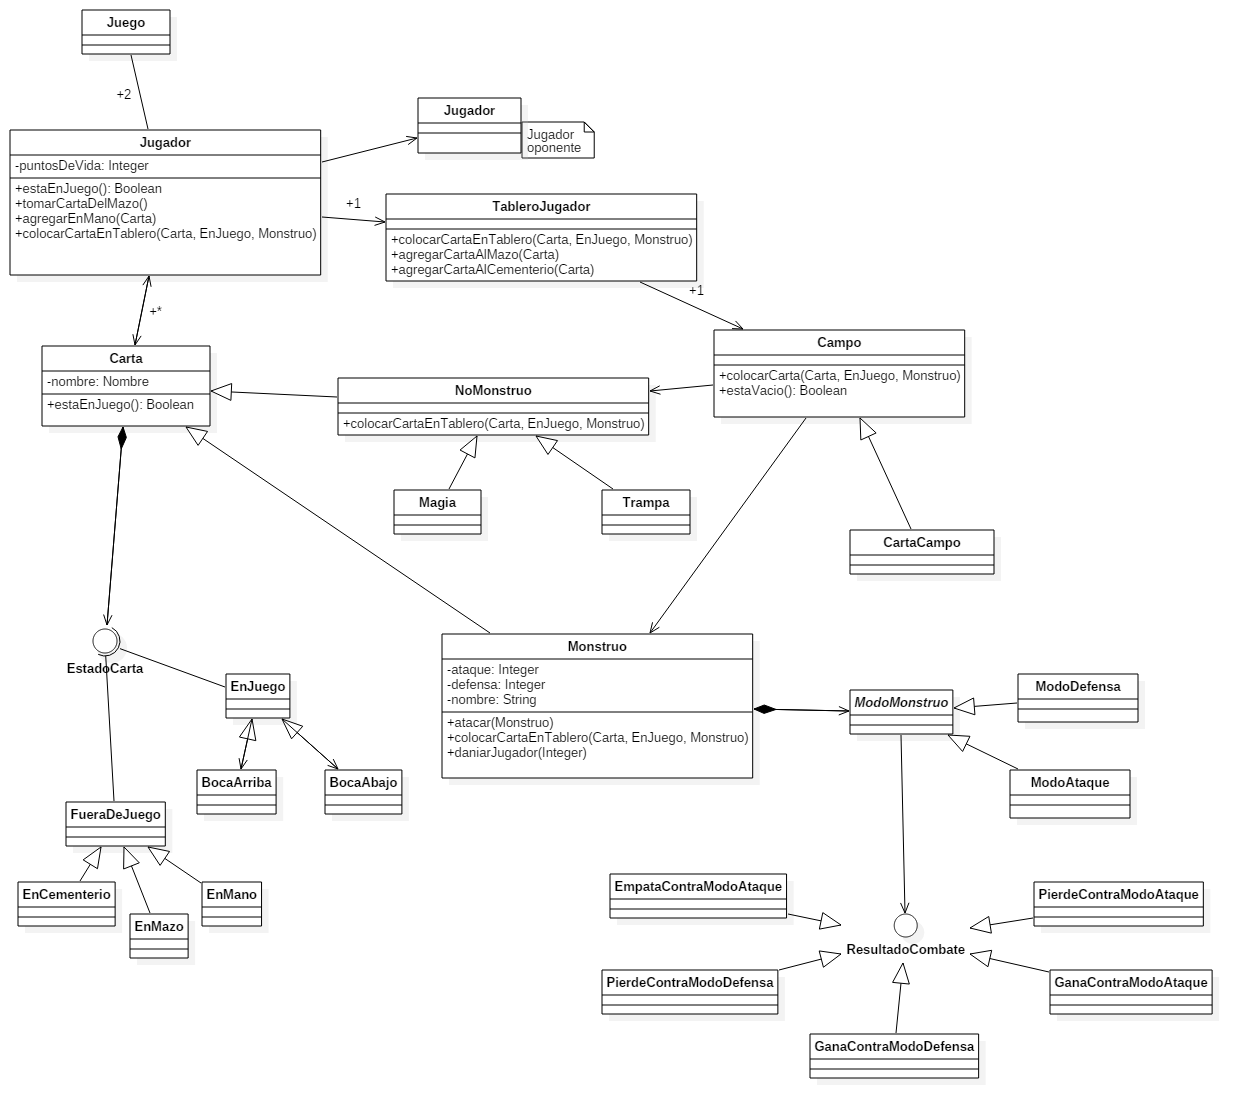 Juego
+2
Jugador
-puntosDeVida: Integer
+estaEnJuego(): Boolean
+tomarCartaDelMazo()
+agregarEnMano(Carta)
+colocarCartaEnTablero(Carta, EnJuego, Monstruo)
Jugador
Jugador
oponente
+1
TableroJugador
+colocarCartaEnTablero(Carta, EnJuego, Monstruo)
+agregarCartaAlMazo(Carta)
+agregarCartaAlCementerio(Carta)
+1
+*
Carta
-nombre: Nombre
+estaEnJuego(): Boolean
NoMonstruo
+colocarCartaEnTablero(Carta, EnJuego, Monstruo)
Campo
+colocarCarta(Carta, EnJuego, Monstruo)
+estaVacio(): Boolean
Magia
Trampa
CartaCampo
EstadoCarta
EnJuego
BocaArriba
BocaAbajo
FueraDeJuego
EnCementerio
EnMazo
EnMano
Monstruo
-ataque: Integer
-defensa: Integer
-nombre: String
+atacar(Monstruo)
+colocarCartaEnTablero(Carta, EnJuego, Monstruo)
+daniarJugador(Integer)
ModoMonstruo
ModoDefensa
ModoAtaque
EmpataContraModoAtaque
PierdeContraModoAtaque
ResultadoCombate
PierdeContraModoDefensa
GanaContraModoAtaque
GanaContraModoDefensa